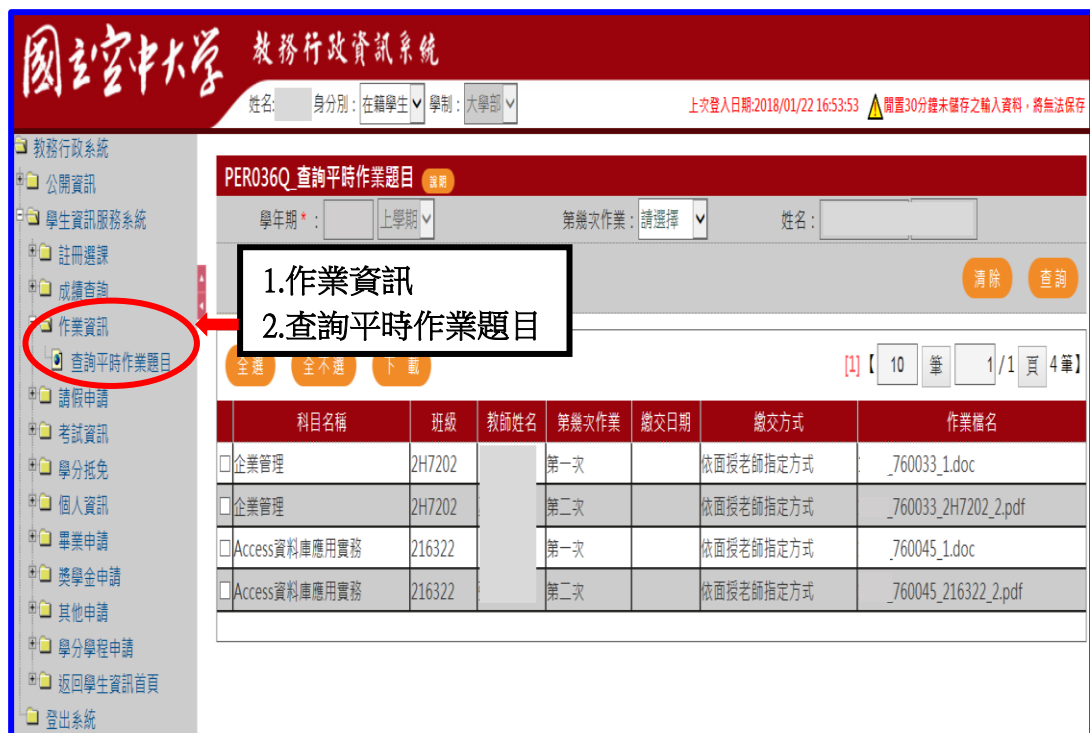 國立空中大學 教務行政資訊系統
姓名: 身分別：在籍學生 學制：大學部 上次登入日期:2018/01/22 16:53:53 閒置30分鐘未儲存之輸入資料，將無法保存
教務行政系統
公開資訊
學生資訊服務系統
註冊選課
成績查詢
作業資訊
查詢平時作業題目
請假申請
考試資訊
學分抵免
個人資訊
畢業申請
獎學金申請
其他申請
學分學程申請
返回學生資訊首頁
登出系統
PER036Q_查詢平時作業題目 說明
學年期*： 上學期 第幾次作業：請選擇 姓名：
清除 查詢
1.作業資訊
2.查詢平時作業題目
全選 全不選 下載 [1]【 10 筆 1 / 1 頁 4筆】
科目名稱 班級 教師姓名 第幾次作業 繳交日期 繳交方式 作業檔名
企業管理 2H7202 第一次 依面授老師指定方式 _760033_1.doc
企業管理 2H7202 第二次 依面授老師指定方式 _760033_2H7202_2.pdf
Access資料庫應用實務 216322 第一次 依面授老師指定方式 _760045_1.doc
Access資料庫應用實務 216322 第二次 依面授老師指定方式 _760045_216322_2.pdf